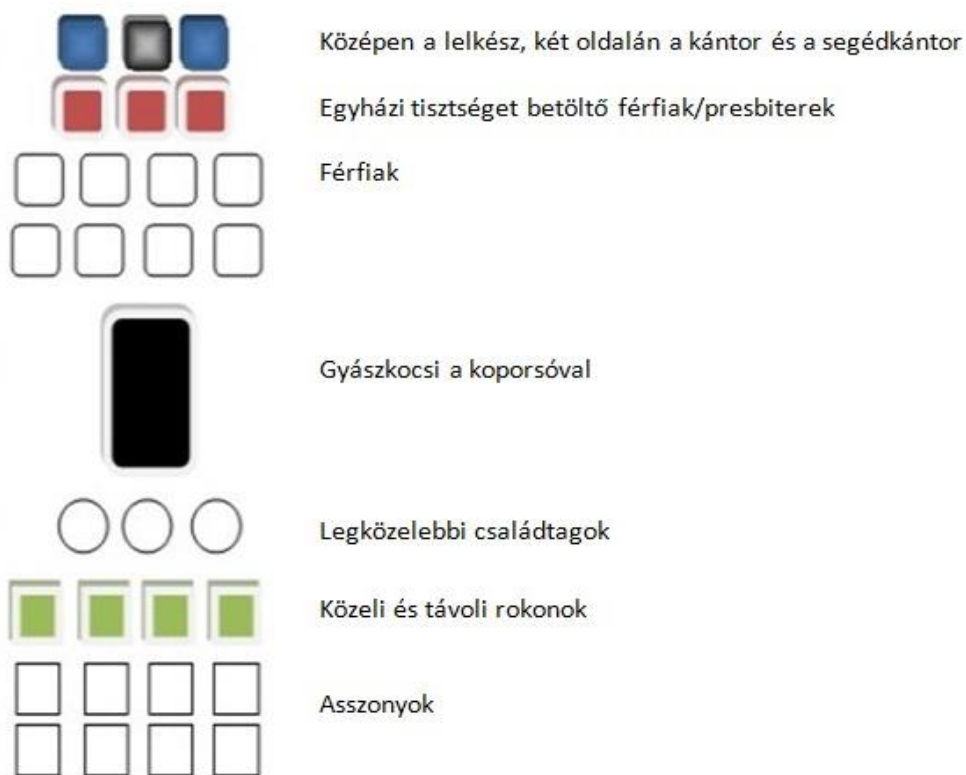 Középen a lelkész, két oldalán a kántor és a segédkántor
Egyházi tisztséget betöltő férfiak/presbiterek
Férfiak
Gyászkocsi a koporsóval
Legközelebbi családtagok
Közeli és távoli rokonok
Asszonyok